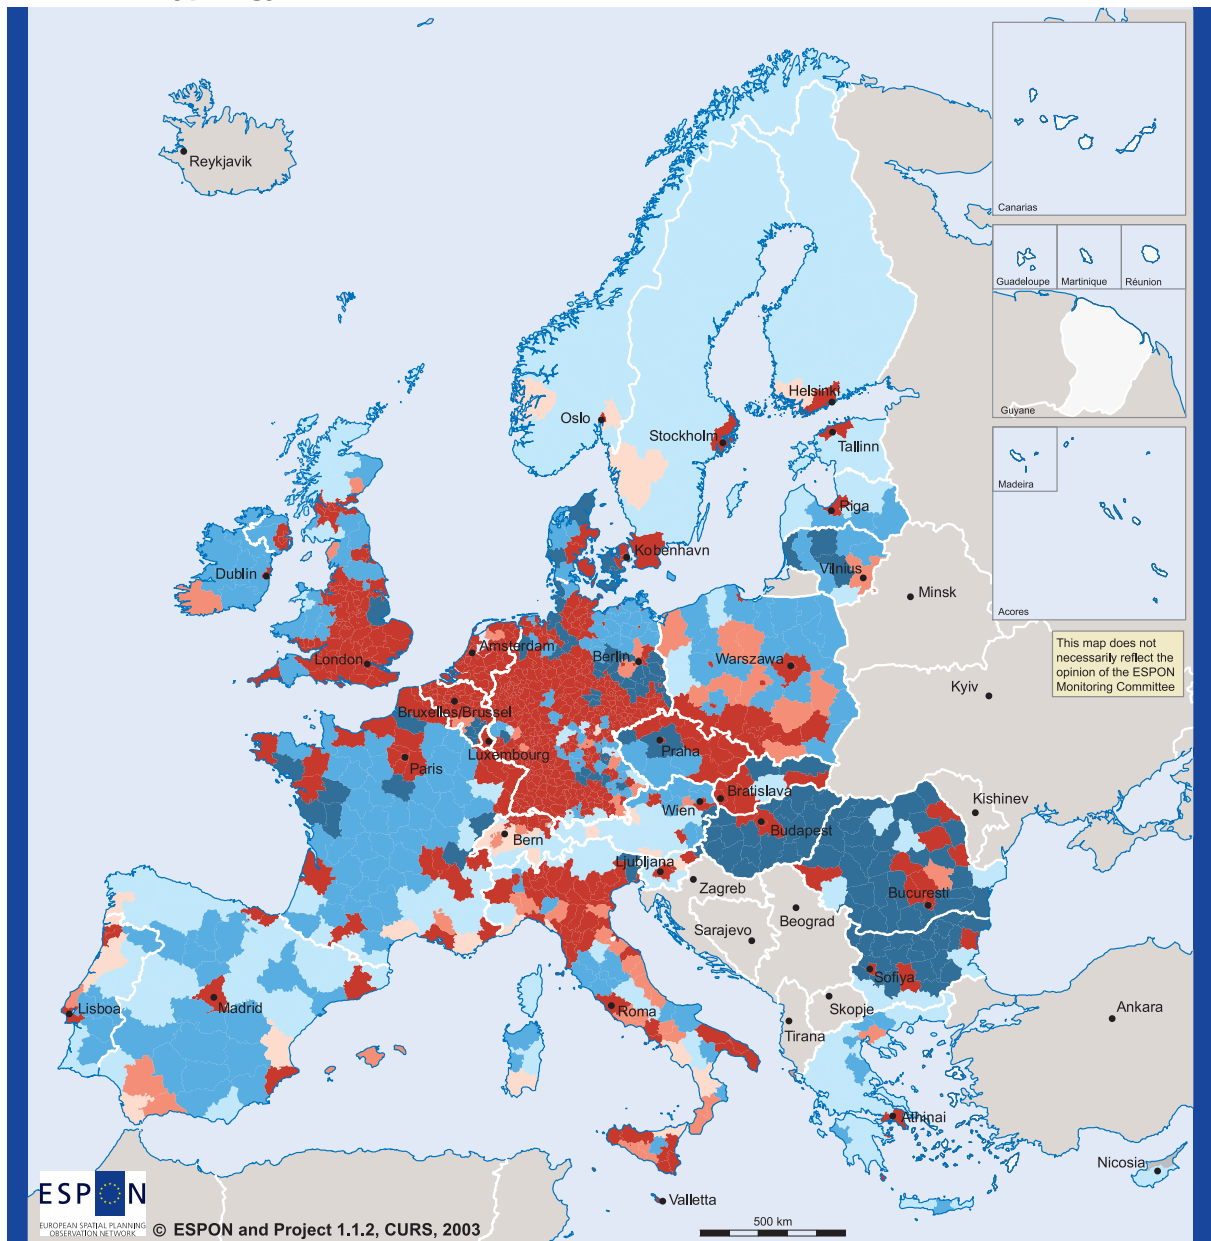 Reykjavik
Canarias
Guadeloupe
Martinique
Réunion
Guyane
Madeira
Acores
This map does not
necessarily reflect the
opinion of the ESPON
Monitoring Committee
Helsinki
Oslo
Stockholm
Tallinn
Riga
Kobenhavn
Vilnius
Minsk
Dublin
Amsterdam
London
Berlin
Warszawa
Kyiv
Bruxelles/Brussel
Luxembourg
Praha
Paris
Kishinev
Bratislava
Wien
Budapest
Bern
Ljubljana
Zagreb
Bucuresti
Beograd
Sarajevo
Sofiya
Lisboa
Madrid
Roma
Skopje
Ankara
Tirana
Athinai
Nicosia
Valletta
ESPON
EUROPEAN SPATIAL PLANNING
OBSERVATION NETWORK
© ESPON and Project 1.1.2, CURS, 2003
500 km